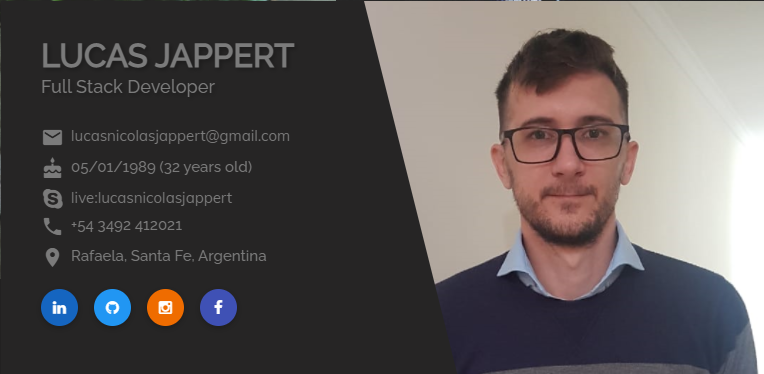 LUCAS JAPPERT
Full Stack Developer
lucasnicolasjappert@gmail.com
05/01/1989 (32 years old)
live:lucasnicolasjappert
+54 3492 412021
Rafaela, Santa Fe, Argentina
in
f